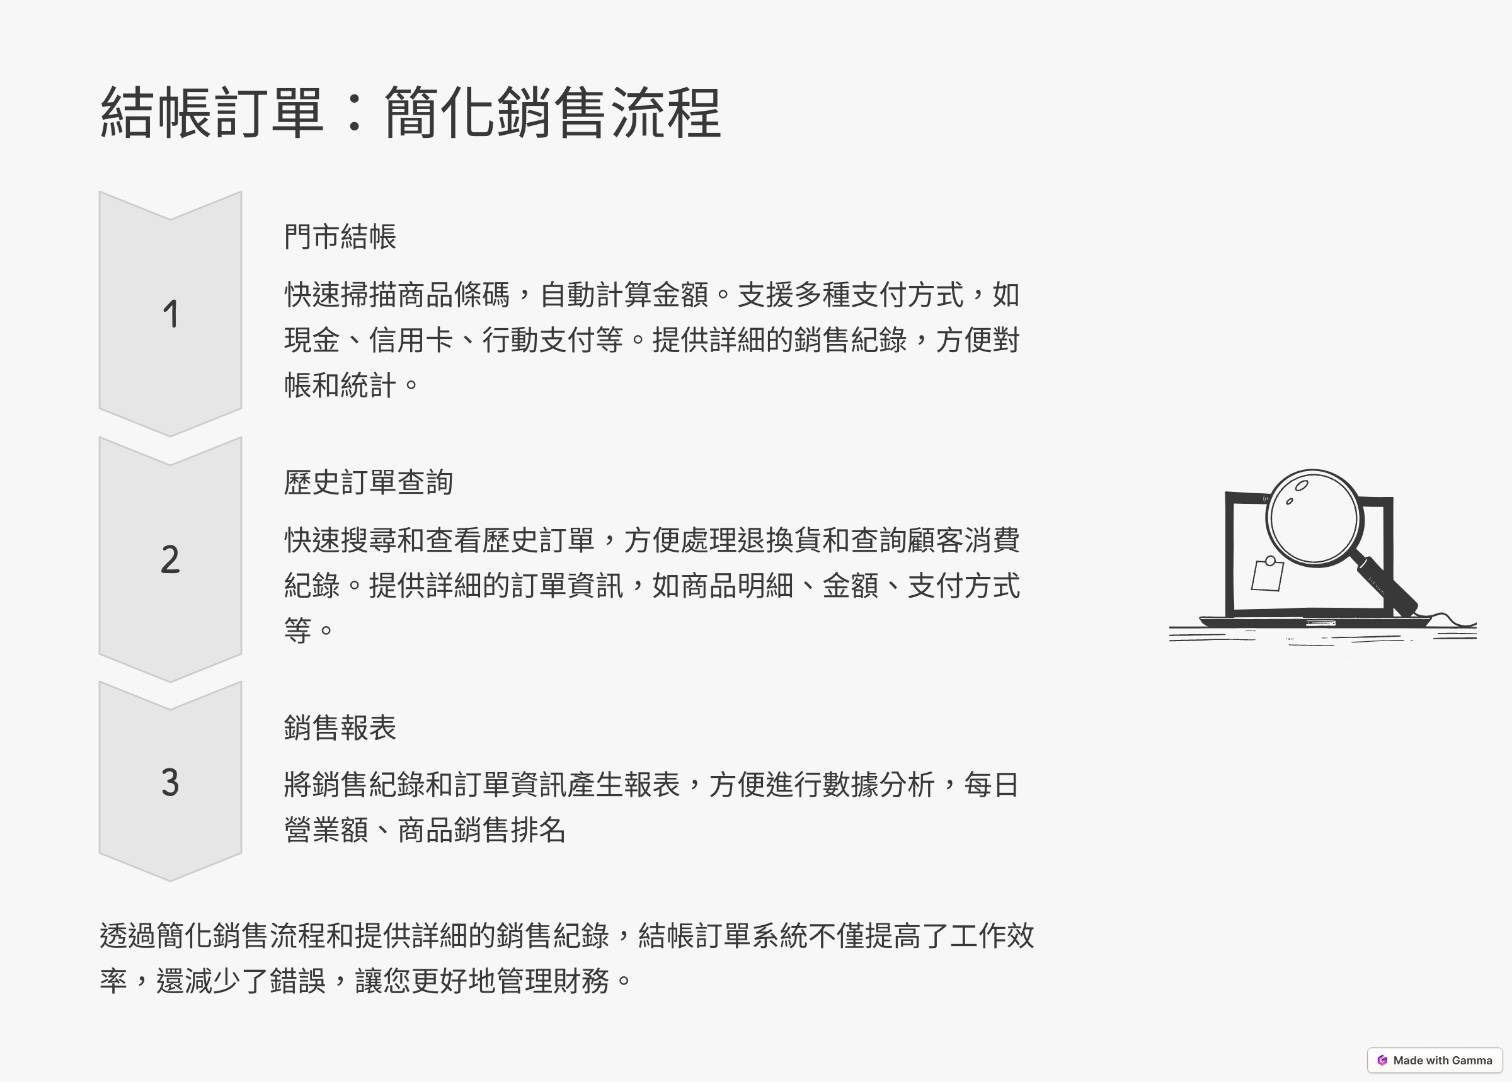 結帳訂單：簡化銷售流程
1
門市結帳
快速掃描商品條碼，自動計算金額。支援多種支付方式，如
現金、信用卡、行動支付等。提供詳細的銷售紀錄，方便對
帳和統計。
2
歷史訂單查詢
快速搜尋和查看歷史訂單，方便處理退換貨和查詢顧客消費
紀錄。提供詳細的訂單資訊，如商品明細、金額、支付方式
等。
3
銷售報表
將銷售紀錄和訂單資訊產生報表，方便進行數據分析，每日
營業額、商品銷售排名
透過簡化銷售流程和提供詳細的銷售紀錄，結帳訂單系統不僅提高了工作效
率，還減少了錯誤，讓您更好地管理財務。
Made with Gamma